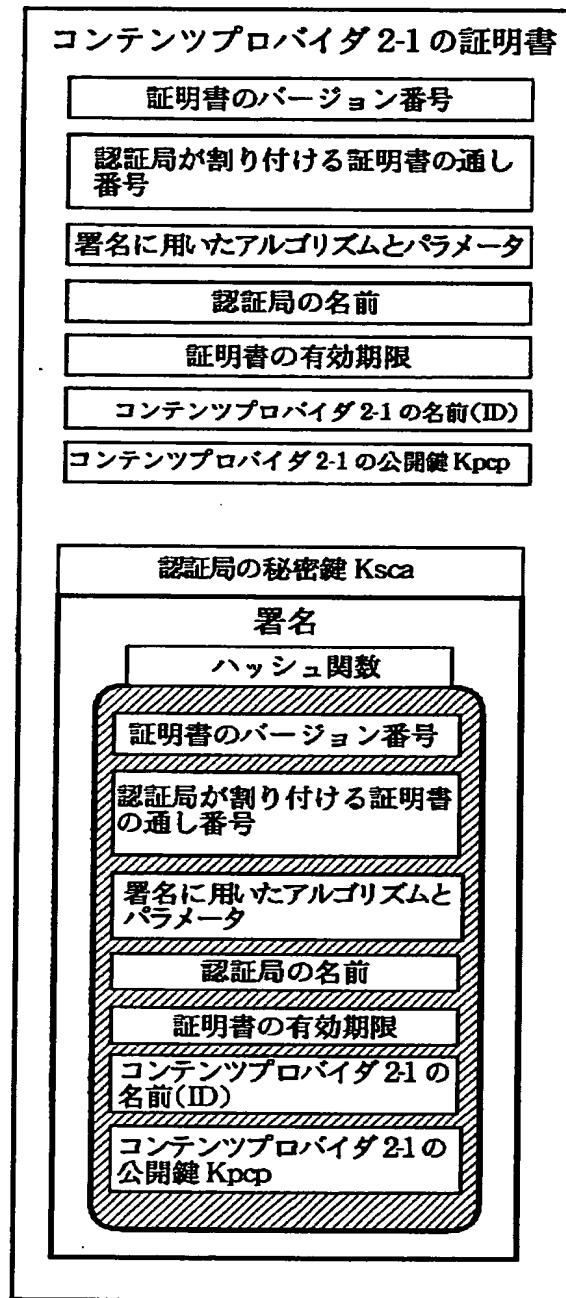 コンテンツプロバイダ 2-1 の証明書
証明書のバージョン番号
認証局が割り付ける証明書の通し
番号
署名に用いたアルゴリズムとパラメータ
認証局の名前
証明書の有効期限
コンテンツプロバイダ 2-1 の名前(ID)
コンテンツプロバイダ 2-1 の公開鍵 Kpcp
認証局の秘密鍵 Ksca
署名
ハッシュ関数
証明書のバージョン番号
認証局が割り付ける証明書
の通し番号
署名に用いたアルゴリズムと
パラメータ
認証局の名前
証明書の有効期限
コンテンツプロバイダ 2-1 の
名前(ID)
コンテンツプロバイダ 2-1 の
公開鍵 Kpcp